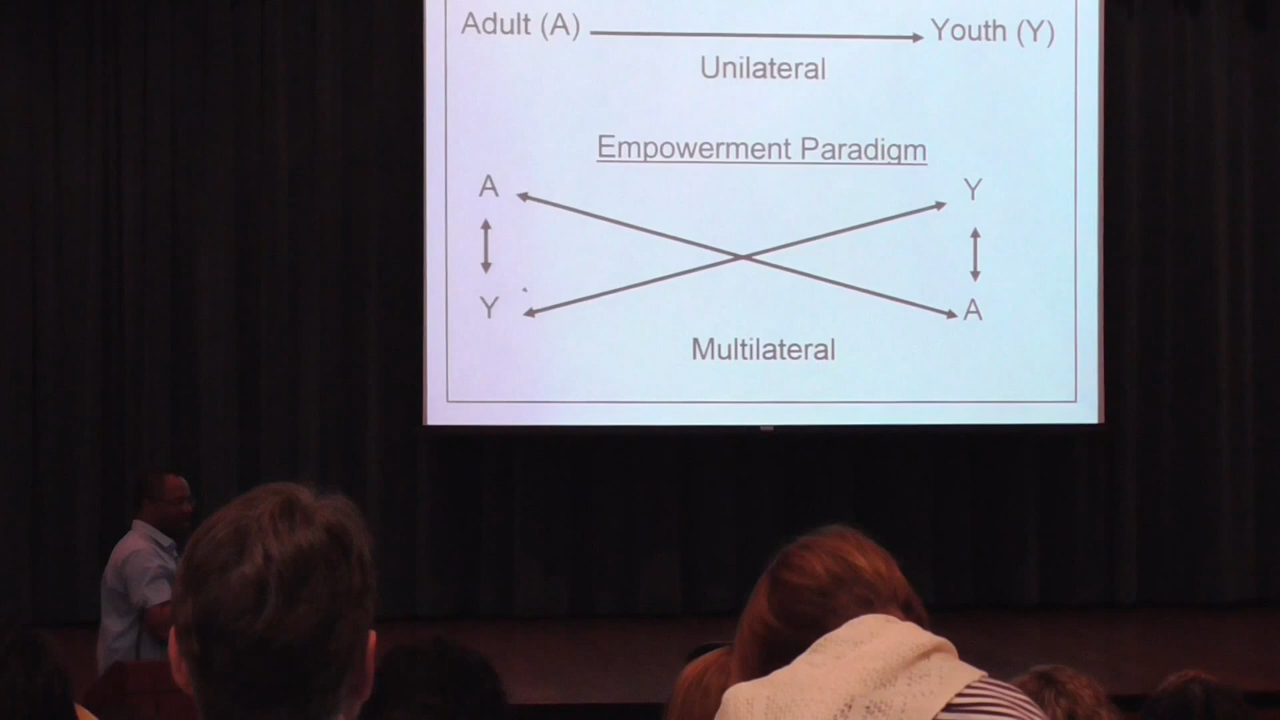 Adult (A) Youth (Y)
Unilateral
Empowerment Paradigm
A Y
Y A
Multilateral